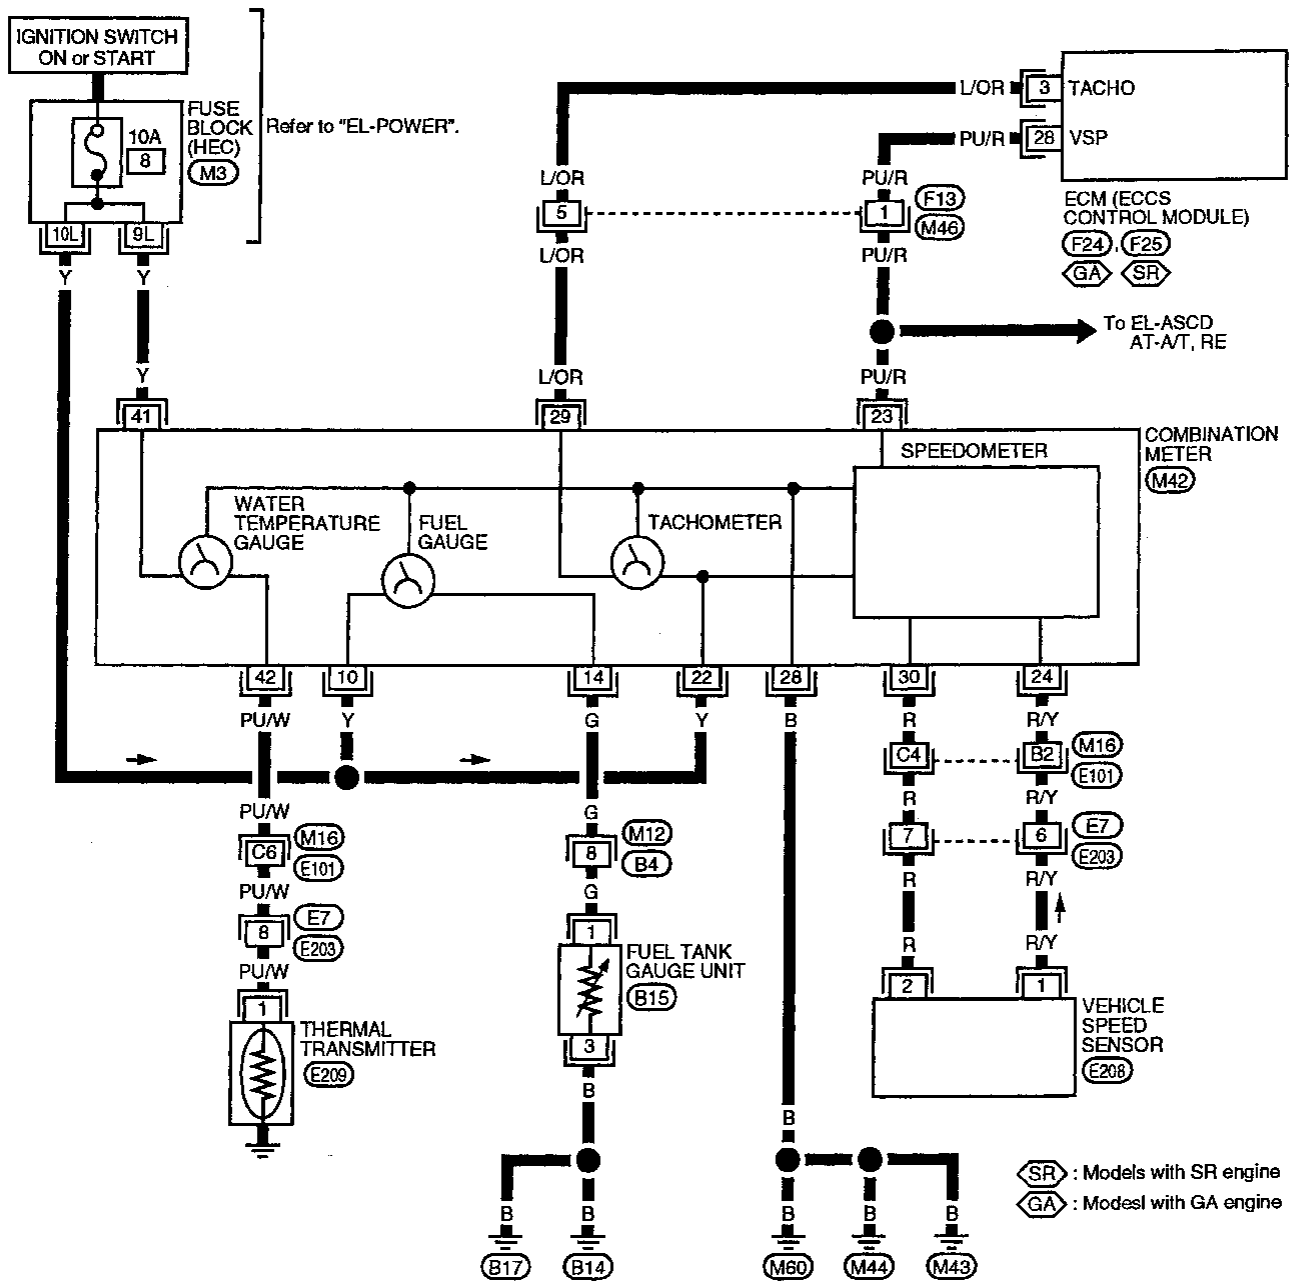 IGNITION SWITCH
ON or START
FUSE
BLOCK
(HEC)
M3
10A
8
Refer to "EL-POWER".
10L
9L
Y
Y
Y
41
L/OR
3
TACHO
PU/R
28
VSP
ECM (ECCS
CONTROL MODULE)
F24, F25
GA
SR
L/OR
5
L/OR
L/OR
29
PU/R
1
F13
M46
PU/R
To EL-ASCD
AT-A/T, RE
PU/R
23
COMBINATION
METER
M42
SPEEDOMETER
WATER
TEMPERATURE
GAUGE
FUEL
GAUGE
TACHOMETER
42
10
14
22
28
30
24
PU/W
Y
G
Y
B
R
R/Y
C4
B2
M16
E101
R
R/Y
7
6
E7
E203
R
R/Y
R
R/Y
2
1
VEHICLE
SPEED
SENSOR
E208
PU/W
C6
M16
E101
PU/W
8
E7
E203
PU/W
1
THERMAL
TRANSMITTER
E209
G
8
M12
B4
G
1
FUEL TANK
GAUGE UNIT
B15
3
B
B
B
B17
B14
B
B
B
B
M60
M44
M43
SR : Models with SR engine
GA : Modesl with GA engine